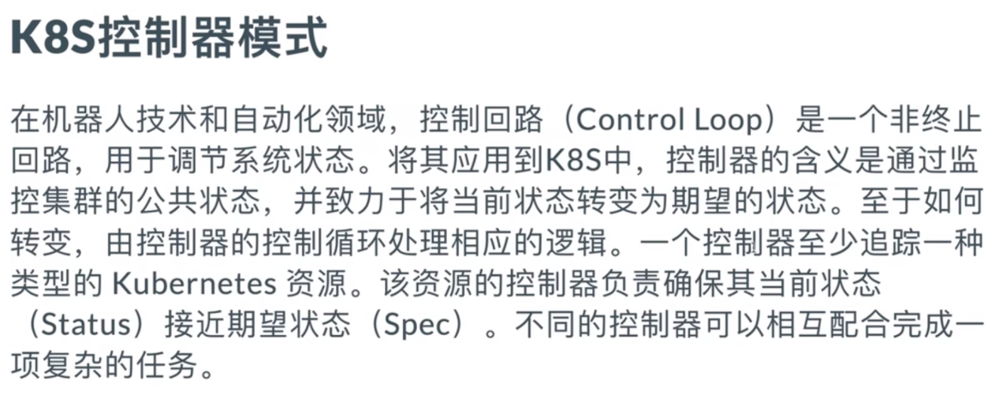 K8S控制器模式
在机器人技术和自动化领域，控制回路（Control Loop）是一个非终止
回路，用于调节系统状态。将其应用到K8S中，控制器的含义是通过监
控集群的公共状态，并致力于将当前状态转变为期望的状态。至于如何
转变，由控制器的控制循环处理相应的逻辑。一个控制器至少追踪一种
类型的 Kubernetes 资源。该资源的控制器负责确保其当前状态
（Status）接近期望状态（Spec）。不同的控制器可以相互配合完成一
项复杂的任务。